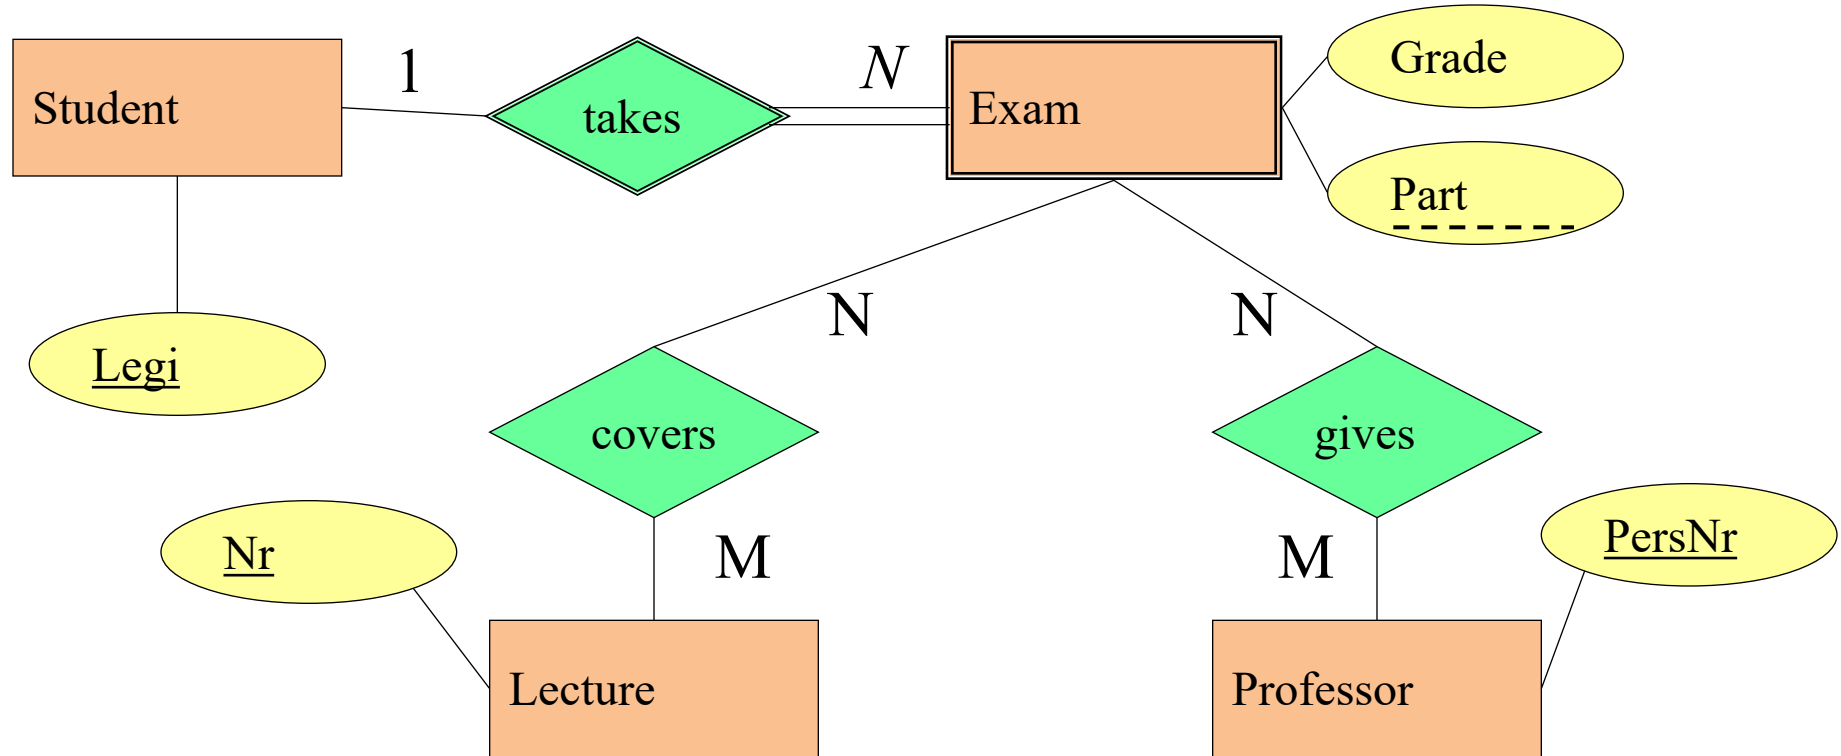 Student
1
takes
N
Exam
Grade
Part
Legi
N
N
covers
gives
Nr
M
M
PersNr
Lecture
Professor